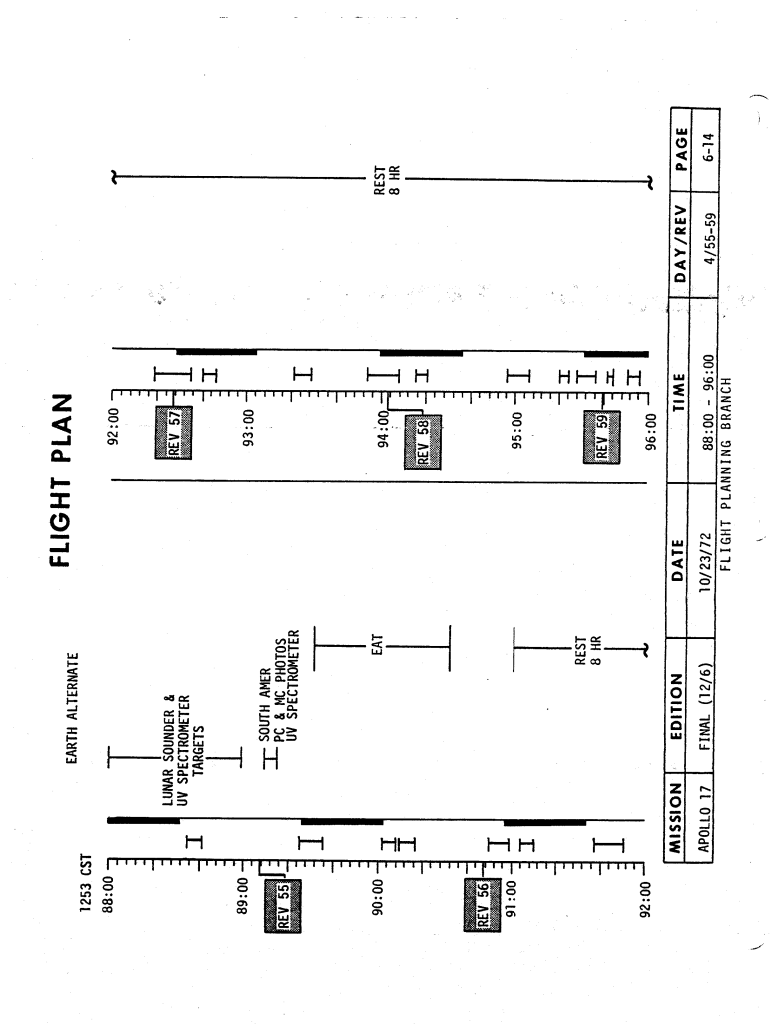 FLIGHT PLAN
EARTH ALTERNATE
1253 CST
88:00
LUNAR SOUNDER &
UV SPECTROMETER
TARGETS
89:00
REV 55
SOUTH AMER
PC & MC PHOTOS
UV SPECTROMETER
EAT
90:00
REV 56
91:00
REST
8 HR
92:00
92:00
REV 57
93:00
94:00
REV 58
REST
8 HR
95:00
REV 59
96:00
MISSION EDITION DATE TIME DAY/REV PAGE
APOLLO 17 FINAL (12/6) 10/23/72 88:00 - 96:00 4/55-59 6-14
FLIGHT PLANNING BRANCH